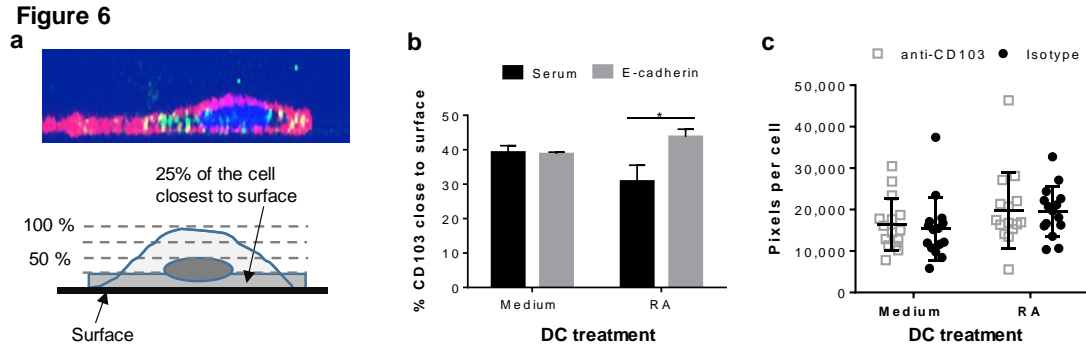 Figure 6
a
25% of the cell
closest to surface
100 %
50 %
Surface
b
Serum E-cadherin
% CD103 close to surface
50
40
30
20
10
0
*
Medium RA
DC treatment
c
anti-CD103 Isotype
Pixels per cell
50,000
40,000
30,000
20,000
10,000
0
Medium RA
DC treatment